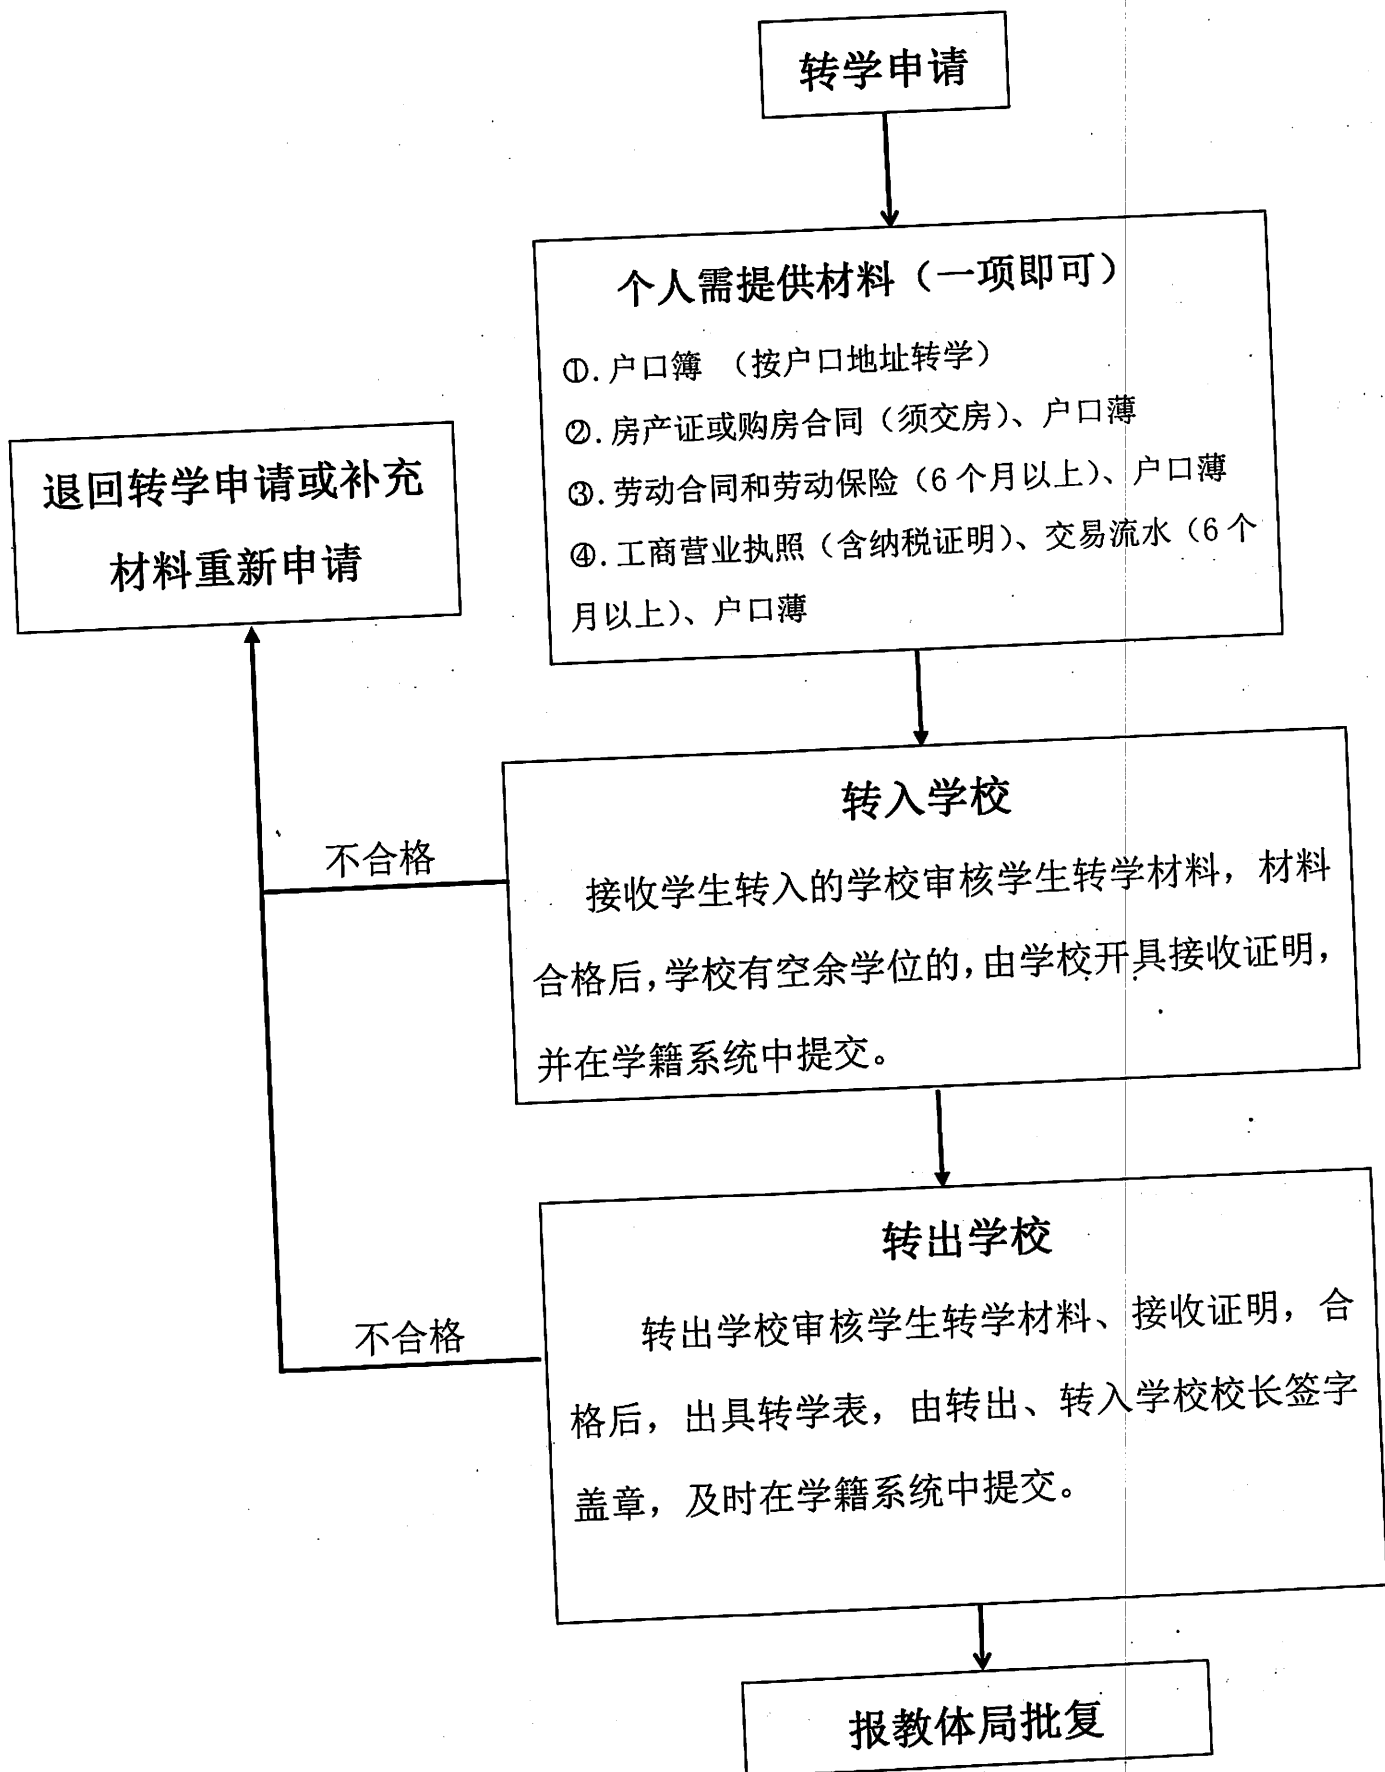 转学申请
个人需提供材料（一项即可）
①.户口簿 （按户口地址转学）
②.房产证或购房合同（须交房）、户口薄
③.劳动合同和劳动保险（6个月以上）、户口薄
④.工商营业执照（含纳税证明）、交易流水（6个
月以上）、户口薄
退回转学申请或补充
材料重新申请
转入学校
接收学生转入的学校审核学生转学材料，材料
合格后，学校有空余学位的，由学校开具接收证明，
并在学籍系统中提交。
不合格
转出学校
转出学校审核学生转学材料、接收证明，合
格后，出具转学表，由转出、转入学校校长签字
盖章，及时在学籍系统中提交。
不合格
报教体局批复